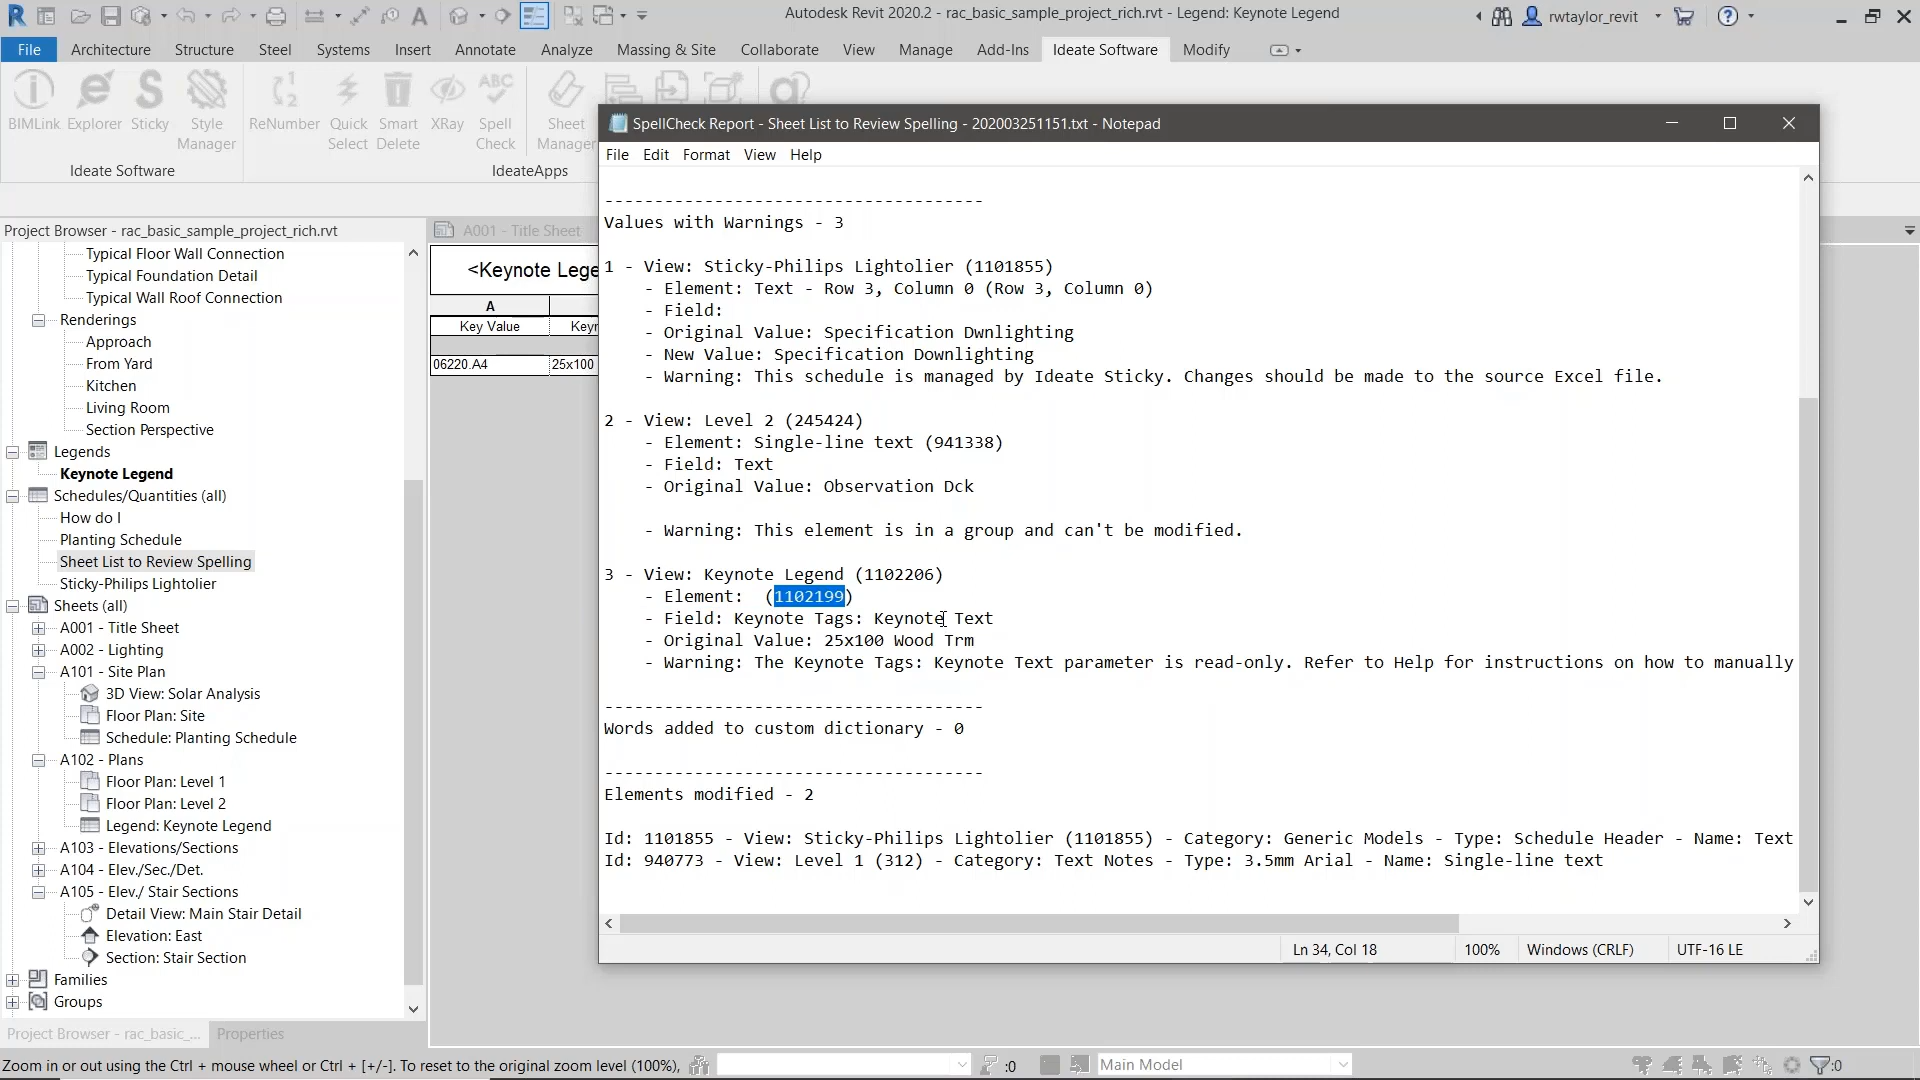 Autodesk Revit 2020.2 - rac_basic_sample_project_rich.rvt - Legend: Keynote Legend
rwtaylor_revit
File Architecture Structure Steel Systems Insert Annotate Analyze Massing & Site Collaborate View Manage Add-Ins Ideate Software Modify
BIMLink Explorer Sticky Style Manager ReNumber Quick Select Smart Delete XRay Spell Check Sheet Manager
Ideate Software IdeateApps
Project Browser - rac_basic_sample_project_rich.rvt
Typical Floor Wall Connection
Typical Foundation Detail
Typical Wall Roof Connection
Renderings
Approach
From Yard
Kitchen
Living Room
Section Perspective
Legends
Keynote Legend
Schedules/Quantities (all)
How do I
Planting Schedule
Sheet List to Review Spelling
Sticky-Philips Lightolier
Sheets (all)
A001 - Title Sheet
A002 - Lighting
A101 - Site Plan
3D View: Solar Analysis
Floor Plan: Site
Schedule: Planting Schedule
A102 - Plans
Floor Plan: Level 1
Floor Plan: Level 2
Legend: Keynote Legend
A103 - Elevations/Sections
A104 - Elev./Sec./Det.
A105 - Elev./ Stair Sections
Detail View: Main Stair Detail
Elevation: East
Section: Stair Section
Families
Groups
Project Browser - rac_basic_... Properties
A001 - Title Sheet
<Keynote Lege
A
Key Value Keyn
06220.A4 25x100
SpellCheck Report - Sheet List to Review Spelling - 202003251151.txt - Notepad
File Edit Format View Help
--------------------------------------
Values with Warnings - 3
1 - View: Sticky-Philips Lightolier (1101855)
- Element: Text - Row 3, Column 0 (Row 3, Column 0)
- Field:
- Original Value: Specification Dwnlighting
- New Value: Specification Downlighting
- Warning: This schedule is managed by Ideate Sticky. Changes should be made to the source Excel file.
2 - View: Level 2 (245424)
- Element: Single-line text (941338)
- Field: Text
- Original Value: Observation Dck
- Warning: This element is in a group and can't be modified.
3 - View: Keynote Legend (1102206)
- Element: (1102199)
- Field: Keynote Tags: Keynote Text
- Original Value: 25x100 Wood Trm
- Warning: The Keynote Tags: Keynote Text parameter is read-only. Refer to Help for instructions on how to manually
--------------------------------------
Words added to custom dictionary - 0
--------------------------------------
Elements modified - 2
Id: 1101855 - View: Sticky-Philips Lightolier (1101855) - Category: Generic Models - Type: Schedule Header - Name: Text
Id: 940773 - View: Level 1 (312) - Category: Text Notes - Type: 3.5mm Arial - Name: Single-line text
Ln 34, Col 18 100% Windows (CRLF) UTF-16 LE
Zoom in or out using the Ctrl + mouse wheel or Ctrl + [+/-]. To reset to the original zoom level (100%), :0 Main Model :0